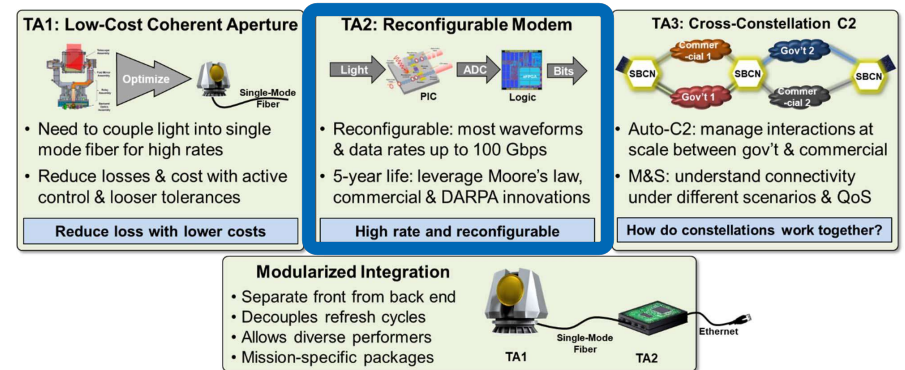 TA1: Low-Cost Coherent Aperture
Optimize
Single-Mode
Fiber
• Need to couple light into single
mode fiber for high rates
• Reduce losses & cost with active
control & looser tolerances
Reduce loss with lower costs
TA2: Reconfigurable Modem
Light
PIC
ADC
Logic
Bits
• Reconfigurable: most waveforms
& data rates up to 100 Gbps
• 5-year life: leverage Moore's law,
commercial & DARPA innovations
High rate and reconfigurable
TA3: Cross-Constellation C2
Commer
-cial 1
Gov't 2
SBCN
SBCN
SBCN
Gov't 1
Commer
-cial 2
• Auto-C2: manage interactions at
scale between gov't & commercial
• M&S: understand connectivity
under different scenarios & QoS
How do constellations work together?
Modularized Integration
• Separate front from back end
• Decouples refresh cycles
• Allows diverse performers
• Mission-specific packages
TA1
Single-Mode
Fiber
TA2
Ethernet